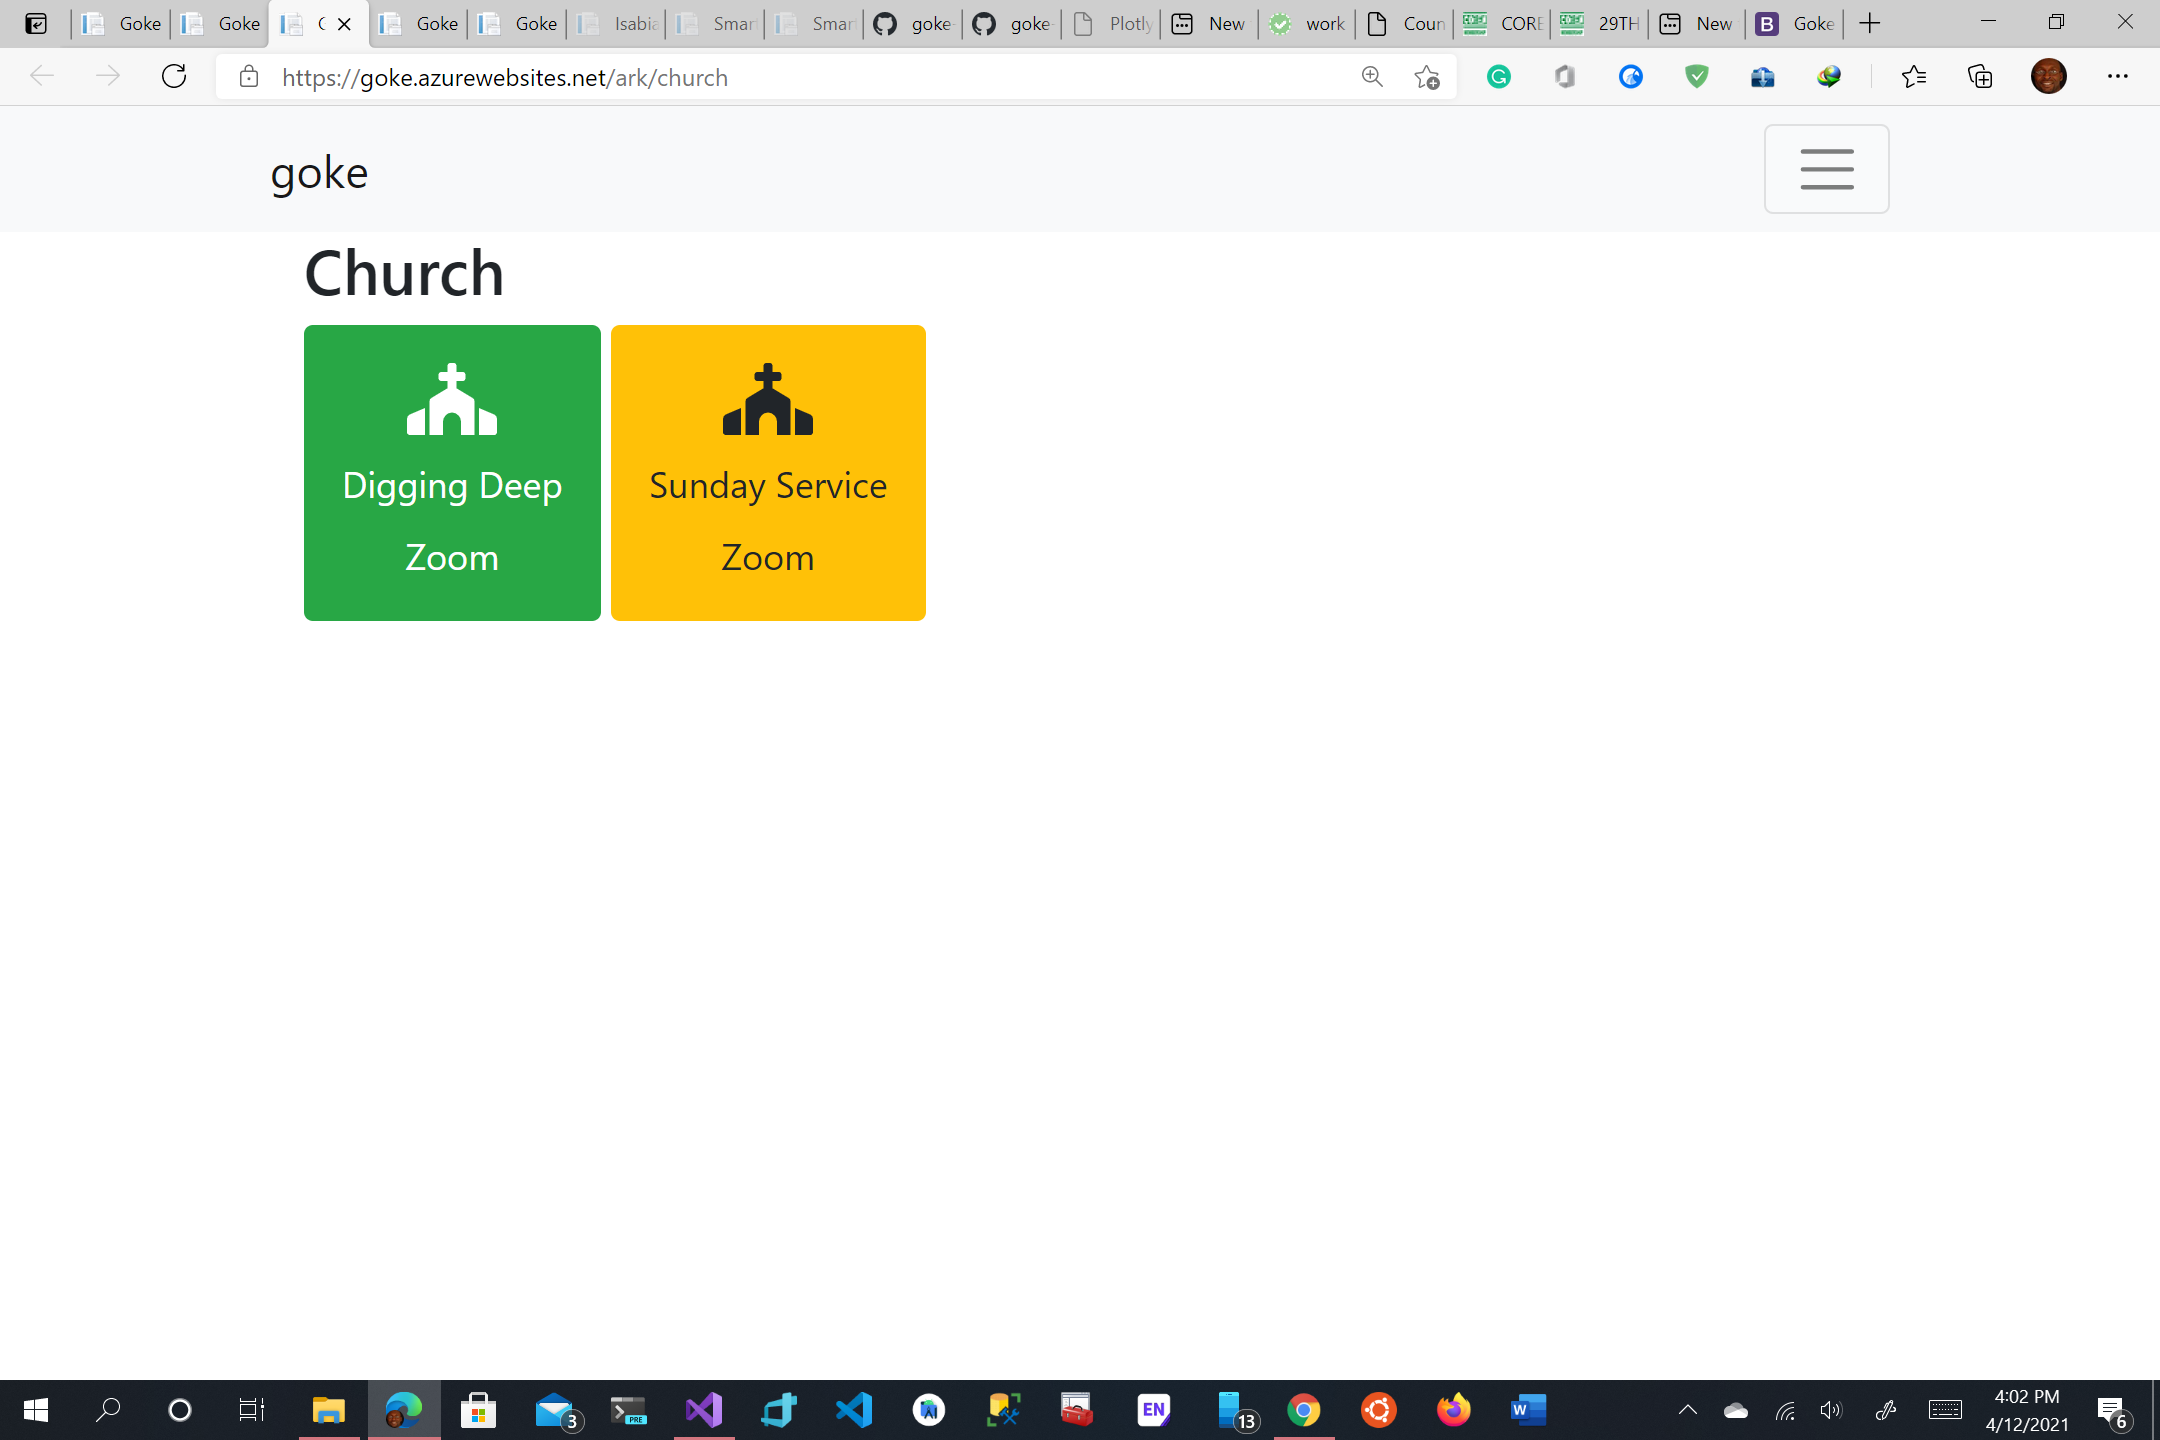 Goke
Goke
Goke
Goke
Isabia
Smar
Smar
goke-
goke-
Plotly
New
work
Coun
CORE
29TH
New
B
Goke
https://goke.azurewebsites.net/ark/church
goke
Church
Digging Deep
Zoom
Sunday Service
Zoom
3
PRE
EN
13
W
4:02 PM
4/12/2021
6